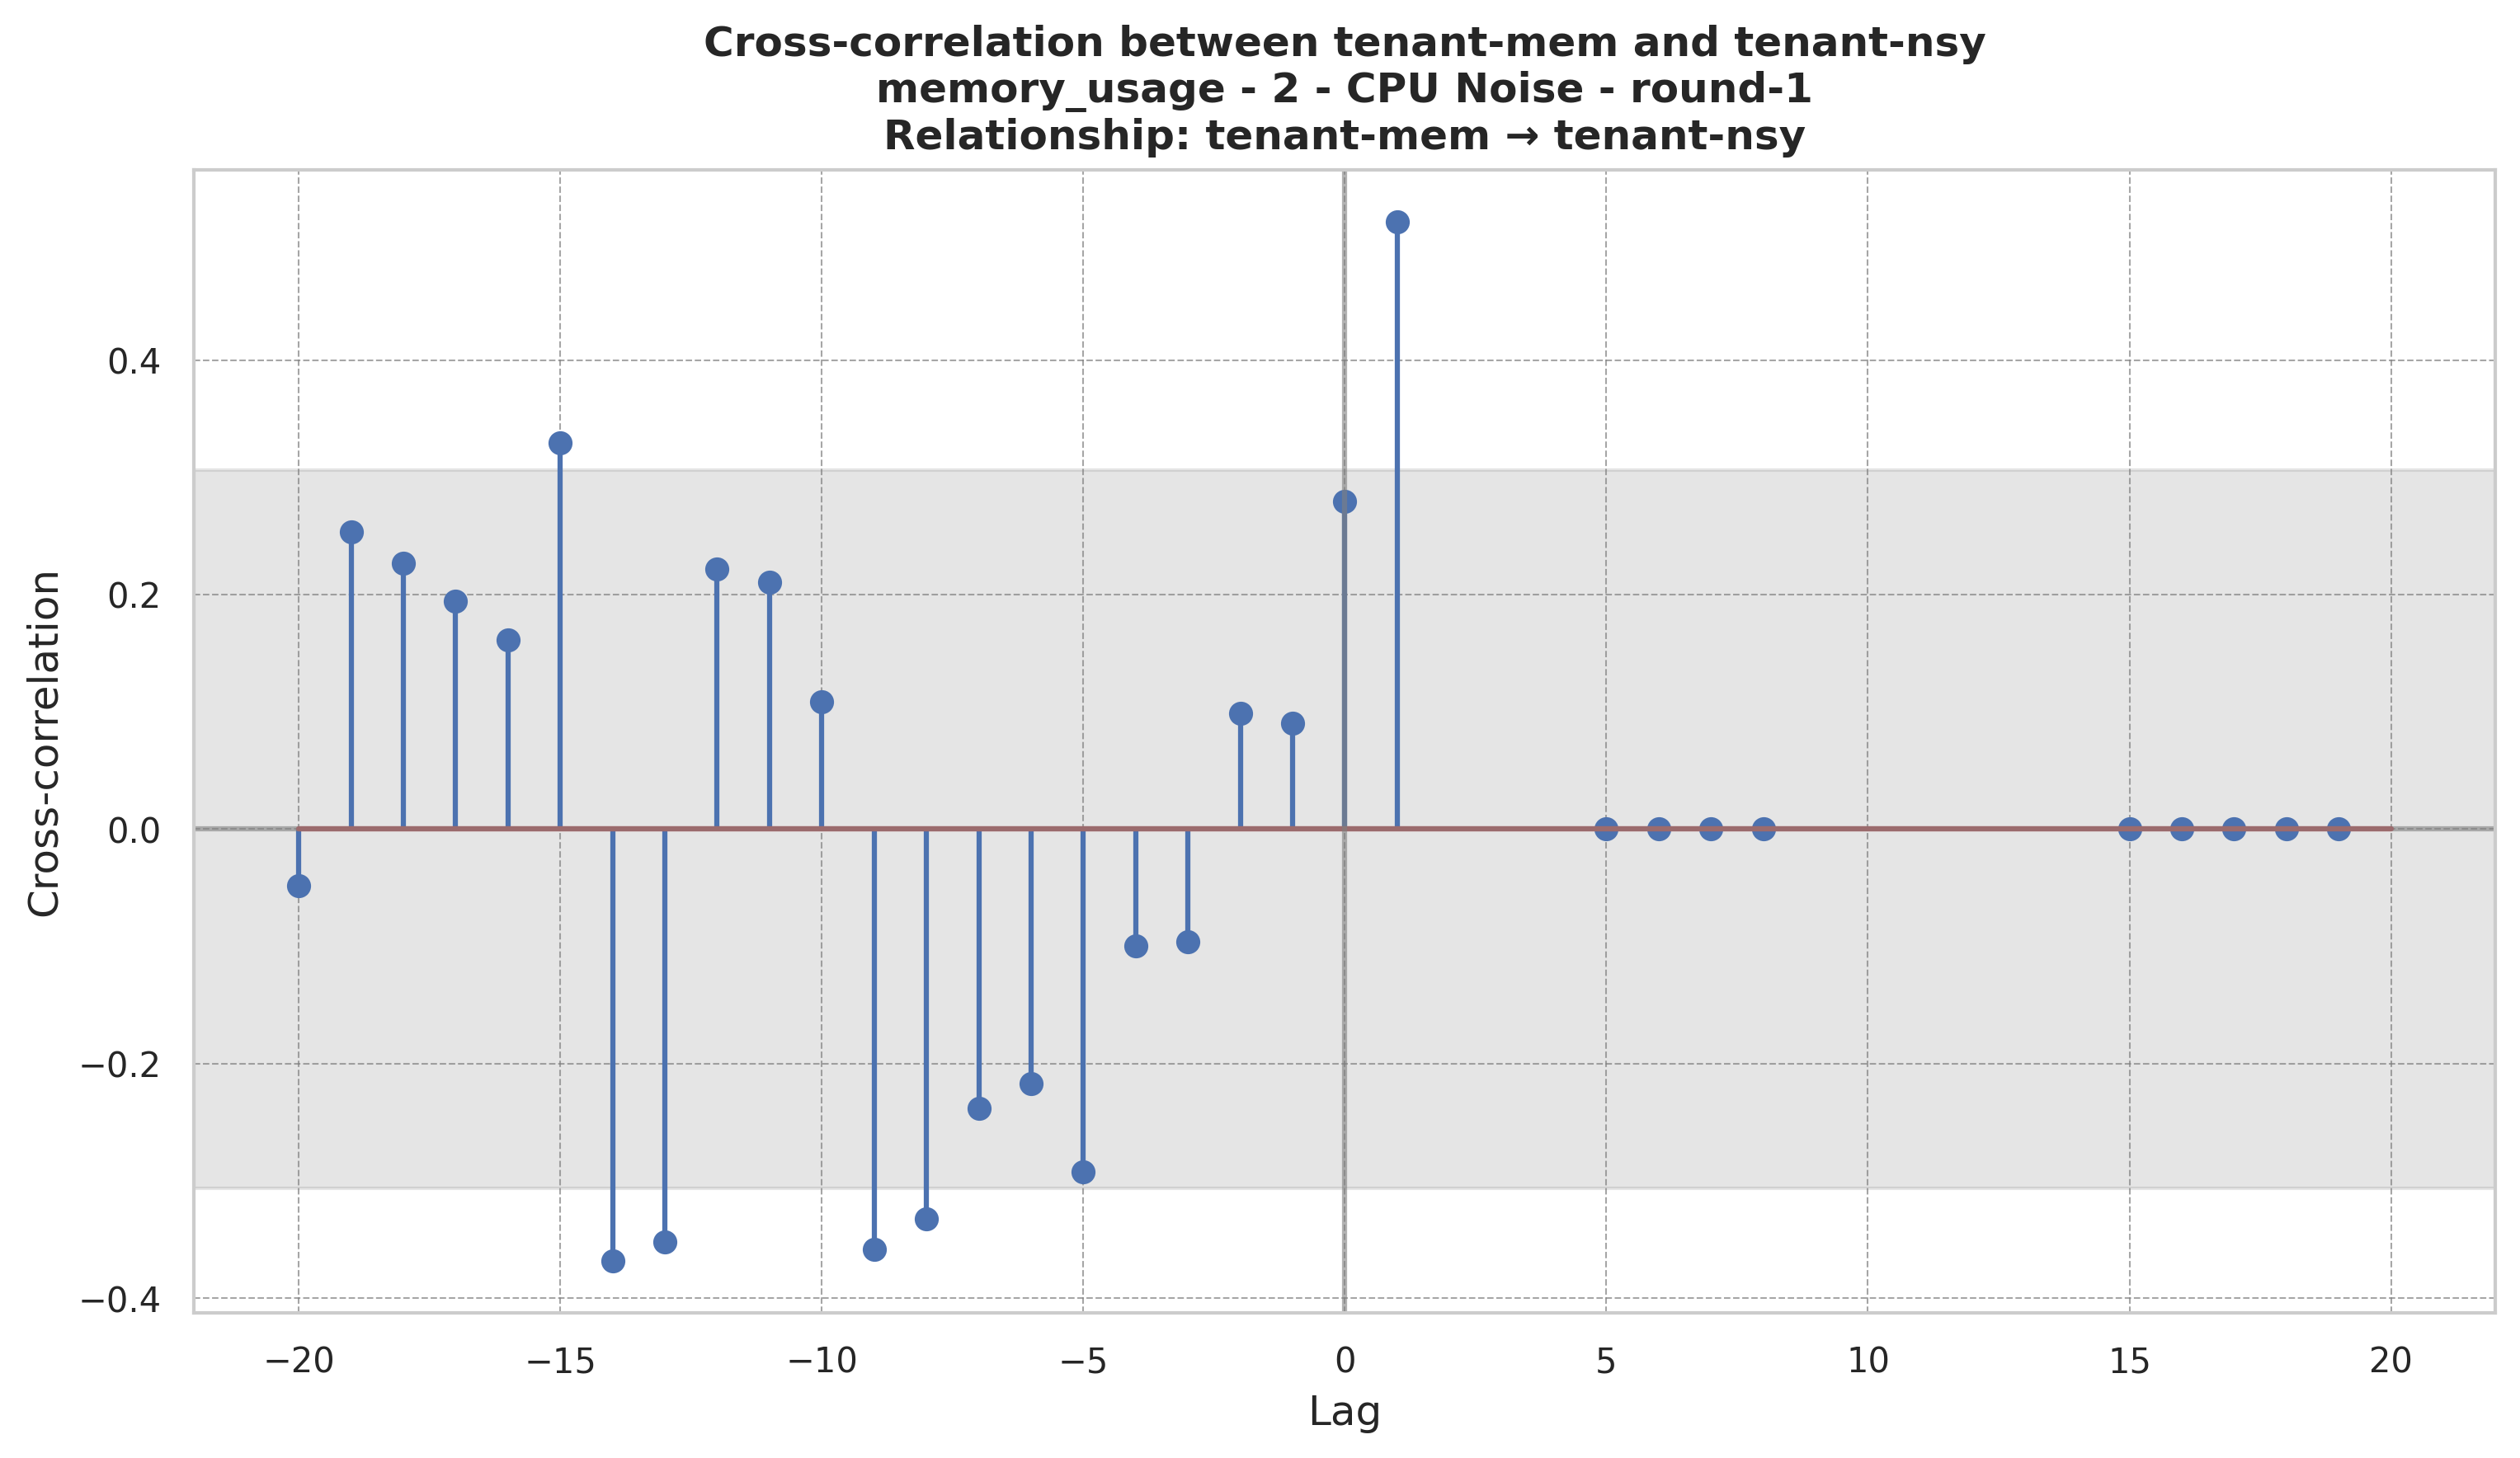 Cross-correlation between tenant-mem and tenant-nsy
memory_usage - 2 - CPU Noise - round-1
Relationship: tenant-mem → tenant-nsy
Cross-correlation
0.4
0.2
0.0
−0.2
−0.4
−20 −15 −10 −5 0 5 10 15 20
Lag